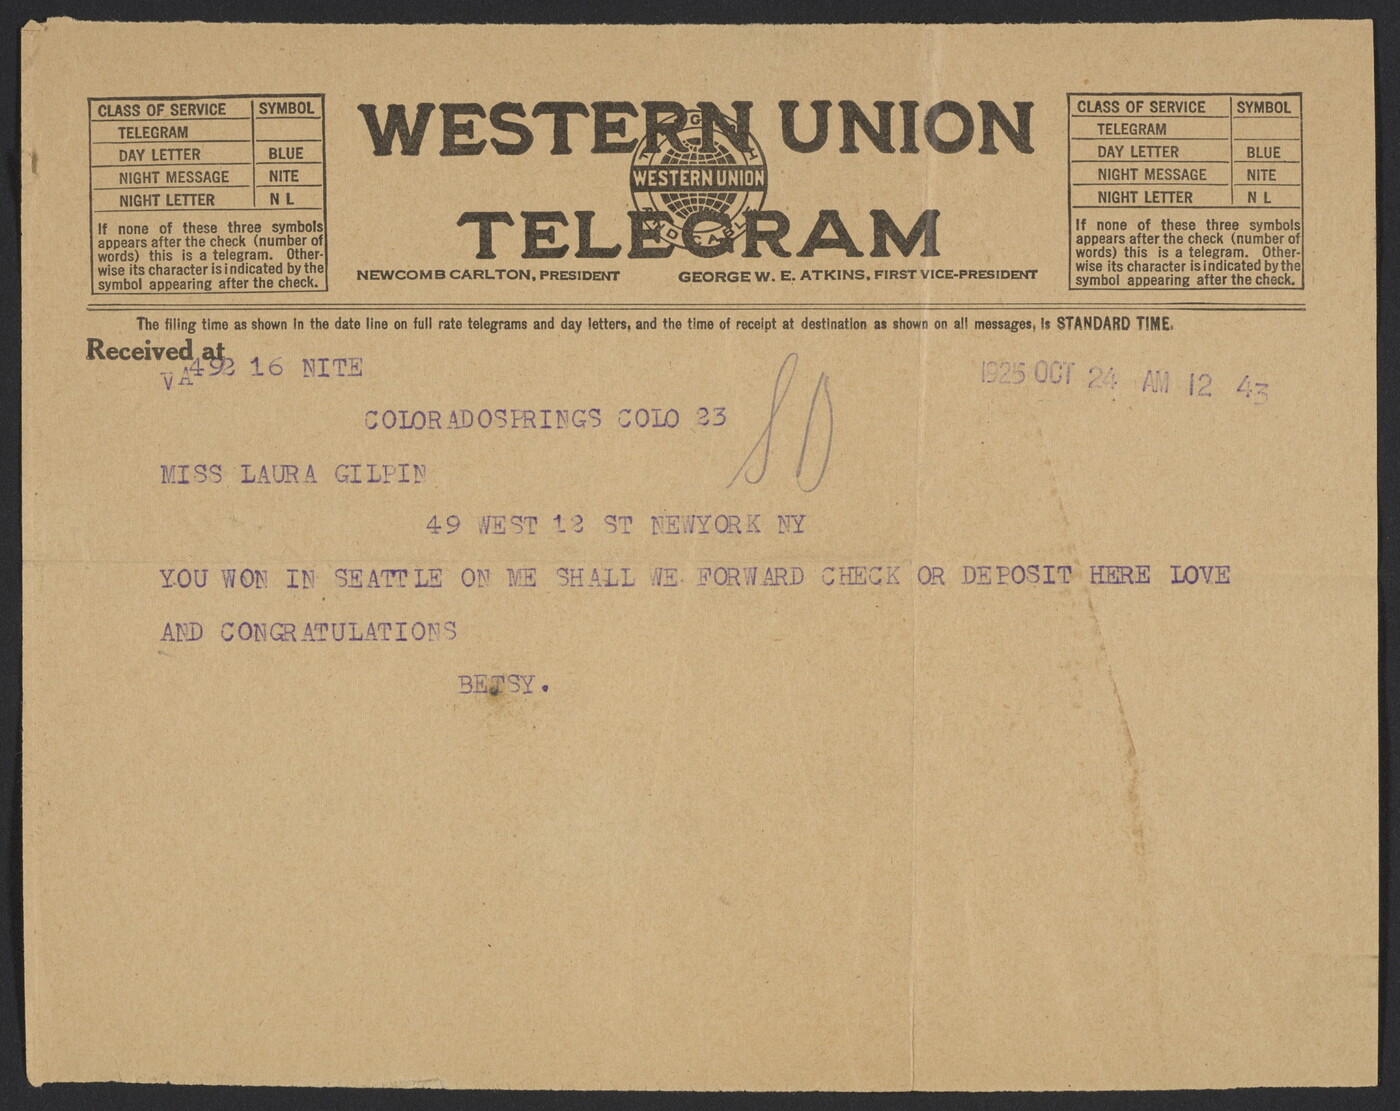 CLASS OF SERVICE SYMBOL
TELEGRAM
DAY LETTER BLUE
NIGHT MESSAGE NITE
NIGHT LETTER N L
If none of these three symbols
appears after the check (number of
words) this is a telegram. Other-
wise its character is indicated by the
symbol appearing after the check.
WESTERN UNION
WESTERN UNION
TELEGRAM
NEWCOMB CARLTON, PRESIDENT GEORGE W. E. ATKINS, FIRST VICE-PRESIDENT
CLASS OF SERVICE SYMBOL
TELEGRAM
DAY LETTER BLUE
NIGHT MESSAGE NITE
NIGHT LETTER N L
If none of these three symbols
appears after the check (number of
words) this is a telegram. Other-
wise its character is indicated by the
symbol appearing after the check.
The filing time as shown in the date line on full rate telegrams and day letters, and the time of receipt at destination as shown on all messages, is STANDARD TIME.
Received at
VA492 16 NITE 1925 OCT 24 AM 12 43
COLORADOSPRINGS COLO 23
MISS LAURA GILPIN
49 WEST 12 ST NEWYORK NY
YOU WON IN SEATTLE ON ME SHALL WE FORWARD CHECK OR DEPOSIT HERE LOVE
AND CONGRATULATIONS
BETSY.